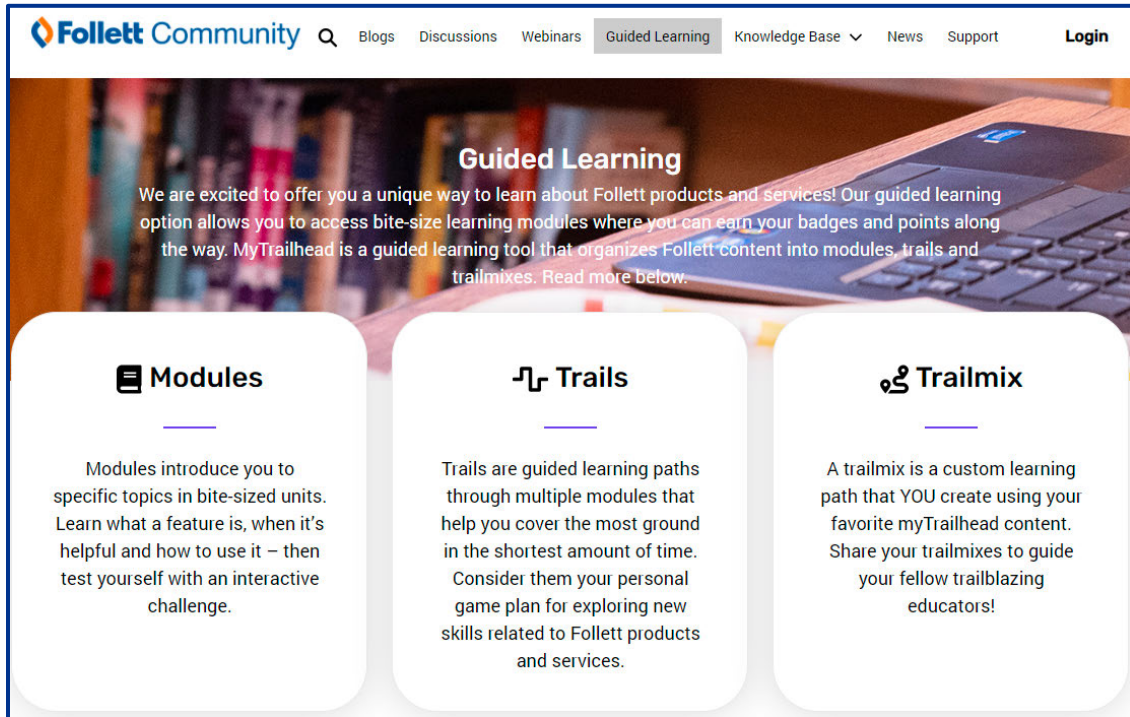 Follett Community
Blogs
Discussions
Webinars
Guided Learning
Knowledge Base
News
Support
Login
Guided Learning
We are excited to offer you a unique way to learn about Follett products and services! Our guided learning
option allows you to access bite-size learning modules where you can earn your badges and points along
the way. MyTrailhead is a guided learning tool that organizes Follett content into modules, trails and
trailmixes. Read more below.
Modules
Modules introduce you to
specific topics in bite-sized units.
Learn what a feature is, when it's
helpful and how to use it – then
test yourself with an interactive
challenge.
Trails
Trails are guided learning paths
through multiple modules that
help you cover the most ground
in the shortest amount of time.
Consider them your personal
game plan for exploring new
skills related to Follett products
and services.
Trailmix
A trailmix is a custom learning
path that YOU create using your
favorite myTrailhead content.
Share your trailmixes to guide
your fellow trailblazing
educators!